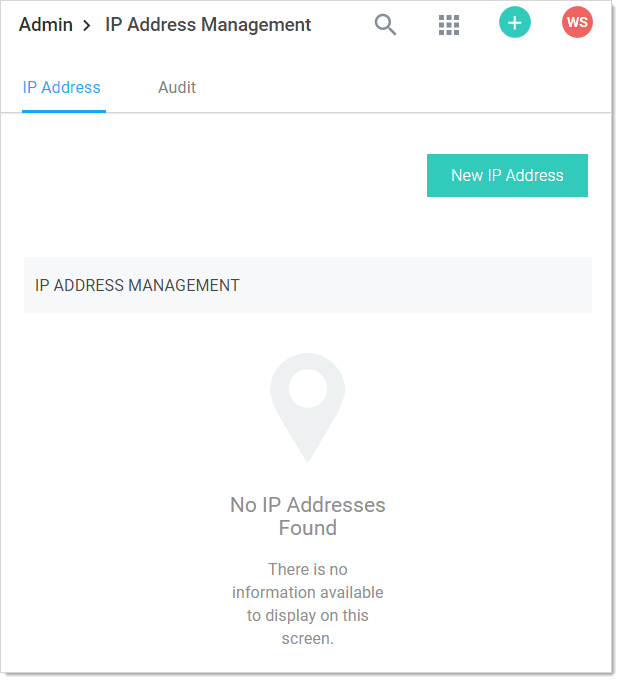 Admin > IP Address Management
WS
IP Address Audit
New IP Address
IP ADDRESS MANAGEMENT
No IP Addresses
Found
There is no
information available
to display on this
screen.